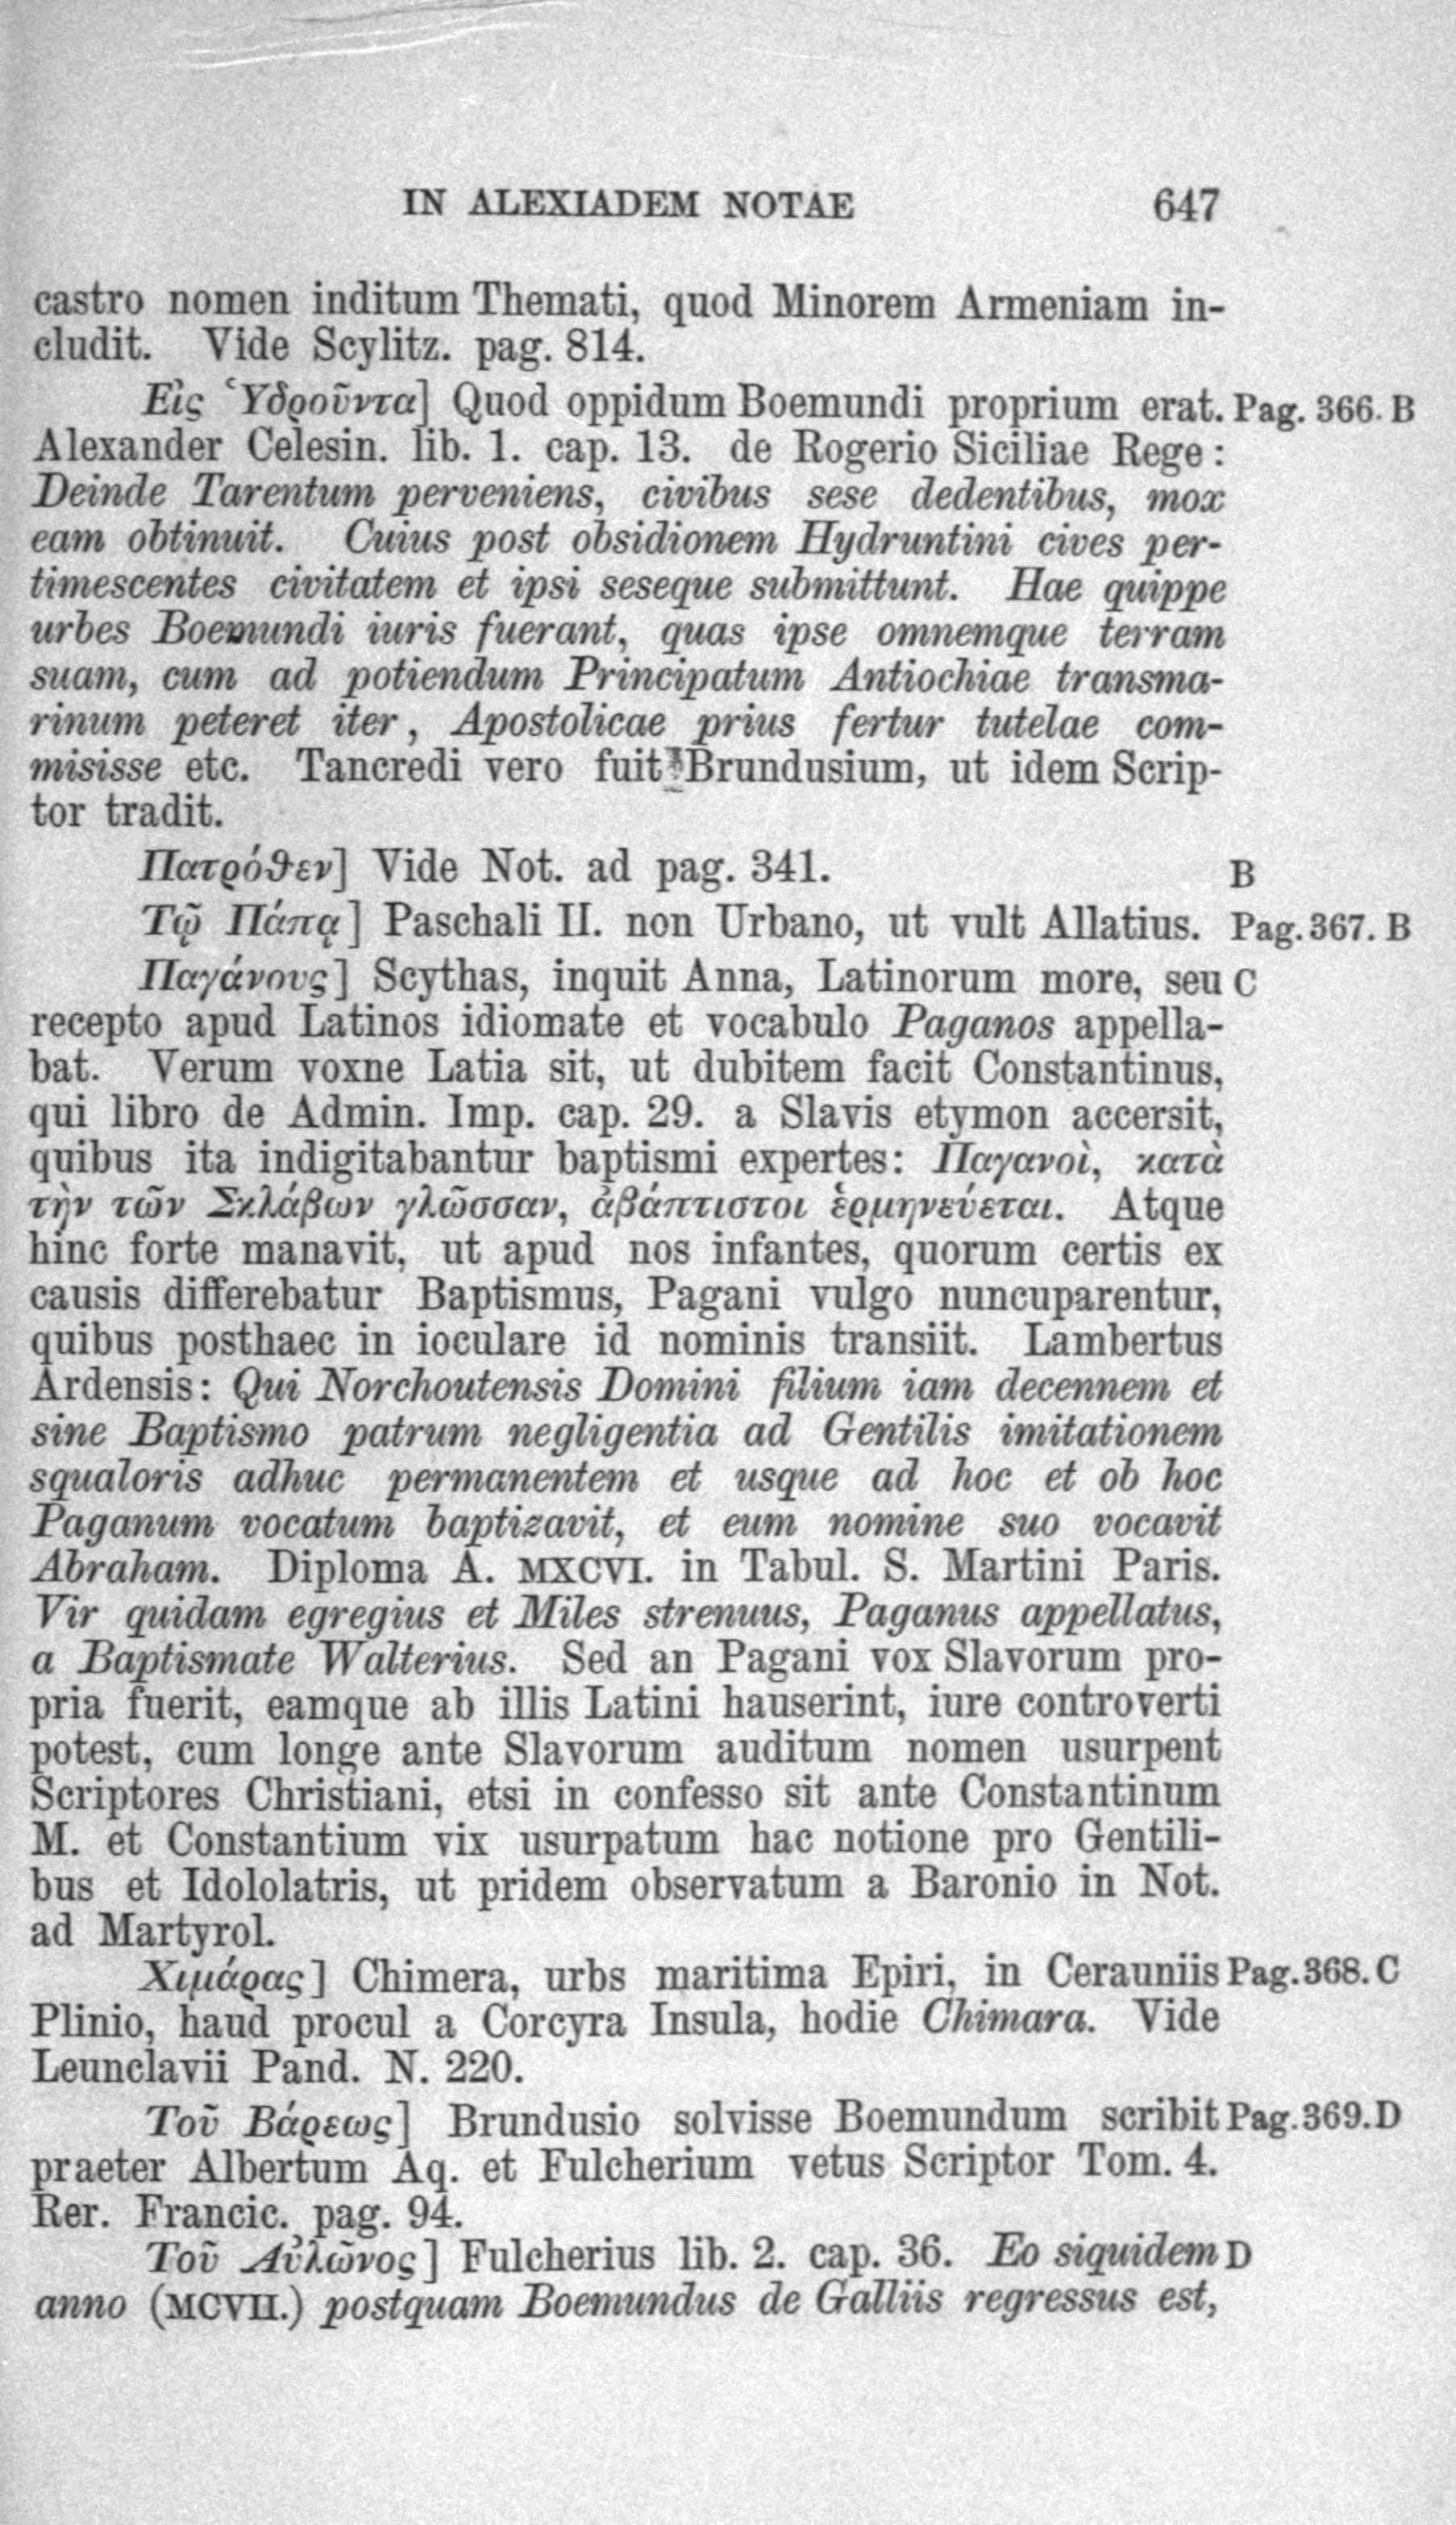 IN ALEXIADEM NOTAE 647
castro nomen inditum Themati, quod Minorem Armeniam in-
cludit. Vide Scylitz. pag. 814.
Εἰς Ὑδροῦντα] Quod oppidum Boemundi proprium erat. Pag. 366. B
Alexander Celesin. lib. 1. cap. 13. de Rogerio Siciliae Rege:
Deinde Tarentum perveniens, civibus sese dedentibus, mox
eam obtinuit. Cuius post obsidionem Hydruntini cives per-
timescentes civitatem et ipsi seseque submittunt. Hae quippe
urbes Boemundi iuris fuerant, quas ipse omnemque terram
suam, cum ad potiendum Principatum Antiochiae transma-
rinum peteret iter, Apostolicae prius fertur tutelae com-
misisse etc. Tancredi vero fuit Brundusium, ut idem Scrip-
tor tradit.
Πατρόθεν] Vide Not. ad pag. 341. B
Τῷ Πάπᾳ] Paschali II. non Urbano, ut vult Allatius. Pag. 367. B
Παγάνους] Scythas, inquit Anna, Latinorum more, seu C
recepto apud Latinos idiomate et vocabulo Paganos appella-
bat. Verum voxne Latia sit, ut dubitem facit Constantinus,
qui libro de Admin. Imp. cap. 29. a Slavis etymon accersit,
quibus ita indigitabantur baptismi expertes: Παγανοὶ, κατὰ
τὴν τῶν Σκλάβων γλῶσσαν, ἀβάπτιστοι ἑρμηνεύεται. Atque
hinc forte manavit, ut apud nos infantes, quorum certis ex
causis differebatur Baptismus, Pagani vulgo nuncuparentur,
quibus posthaec in ioculare id nominis transiit. Lambertus
Ardensis: Qui Norchoutensis Domini filium iam decennem et
sine Baptismo patrum negligentia ad Gentilis imitationem
squaloris adhuc permanentem et usque ad hoc et ob hoc
Paganum vocatum baptizavit, et eum nomine suo vocavit
Abraham. Diploma A. MXCVI. in Tabul. S. Martini Paris.
Vir quidam egregius et Miles strenuus, Paganus appellatus,
a Baptismate Walterius. Sed an Pagani vox Slavorum pro-
pria fuerit, eamque ab illis Latini hauserint, iure controverti
potest, cum longe ante Slavorum auditum nomen usurpent
Scriptores Christiani, etsi in confesso sit ante Constantinum
M. et Constantium vix usurpatum hac notione pro Gentili-
bus et Idololatris, ut pridem observatum a Baronio in Not.
ad Martyrol.
Χιμάρας] Chimera, urbs maritima Epiri, in Cerauniis Pag. 368. C
Plinio, haud procul a Corcyra Insula, hodie Chimara. Vide
Leunclavii Pand. N. 220.
Τοῦ Βάρεως] Brundusio solvisse Boemundum scribit Pag. 369. D
praeter Albertum Aq. et Fulcherium vetus Scriptor Tom. 4.
Rer. Francic. pag. 94.
Τοῦ Αὐλῶνος] Fulcherius lib. 2. cap. 36. Eo siquidem D
anno (MCVII.) postquam Boemundus de Galliis regressus est,